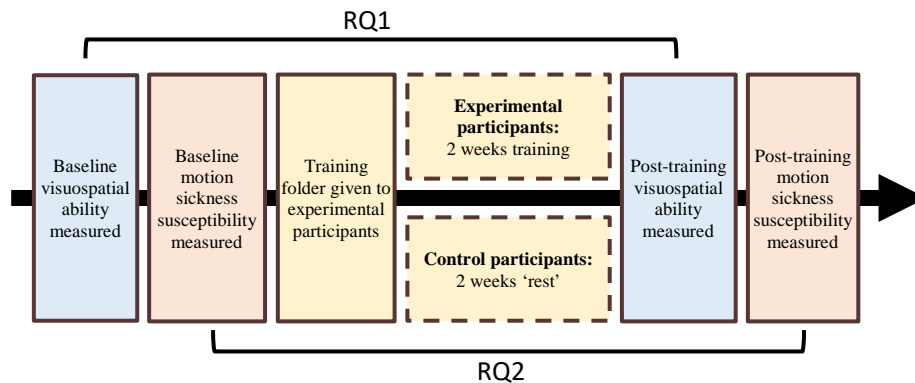 RQ1
Baseline
visuospatial
ability
measured
Baseline
motion
sickness
susceptibility
measured
Training
folder given to
experimental
participants
Experimental
participants:
2 weeks training
Control participants:
2 weeks ‘rest’
Post-training
visuospatial
ability
measured
Post-training
motion
sickness
susceptibility
measured
RQ2